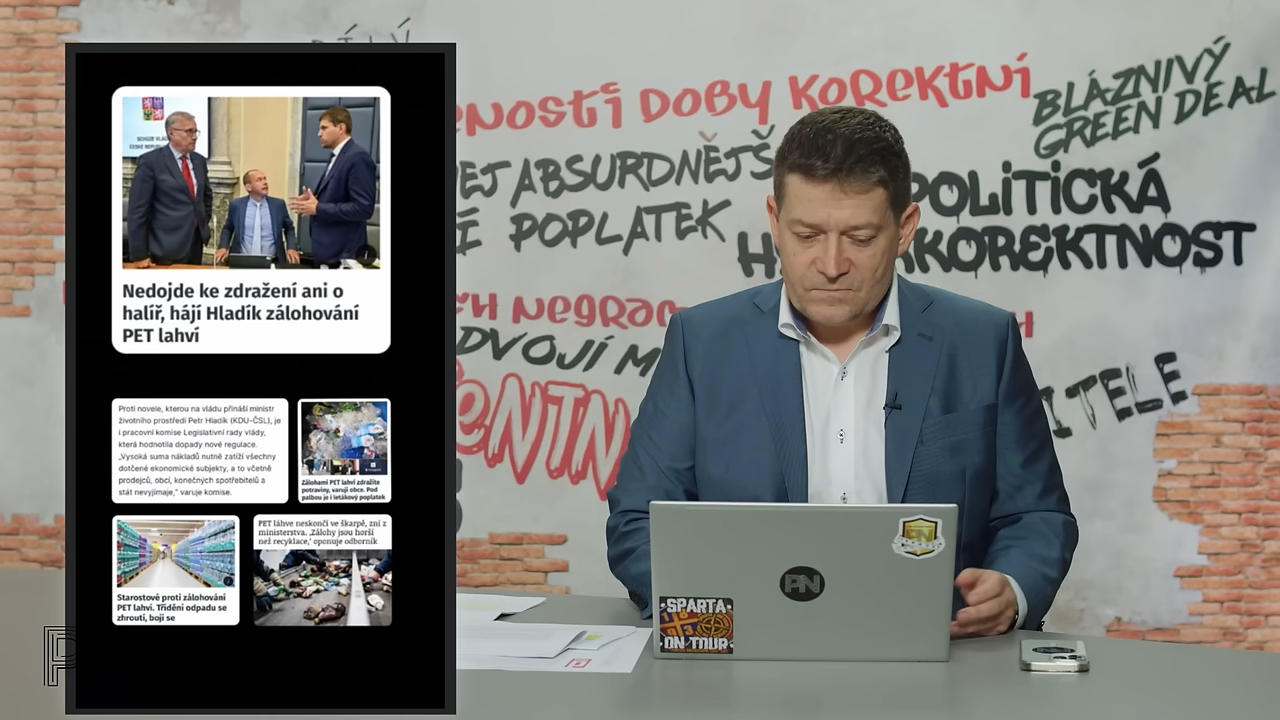 Nedojde ke zdražení ani o
halíř, hájí Hladík zálohování
PET lahví
Proti novele, kterou na vládu přináší ministr
životního prostředí Petr Hladík (KDU-ČSL), je
i pracovní komise Legislativní rady vlády,
která hodnotila dopady nové regulace.
„Vysoká suma nákladů nutně zatíží všechny
dotčené ekonomické subjekty, a to včetně
prodejců, obcí, konečných spotřebitelů a
stát nevyjímaje,“ varuje komise.
Zálohami PET lahví zdražíte
potraviny, varují obce. Pod
palbou je i letákový poplatek
Starostové proti zálohování
PET lahví. Třídění odpadu se
zhroutí, bojí se
PET láhve neskončí ve škarpě, zní z
ministerstva. ‚Zálohy jsou horší
než recyklace,‘ oponuje odborník
DOBY KOREKTNÍ
BLÁZNIVÝ
GREEN DEAL
POPLATEK
POLITICKÁ
KOREKTNOST
DVOJÍ
PN
SPARTA
ON TOUR